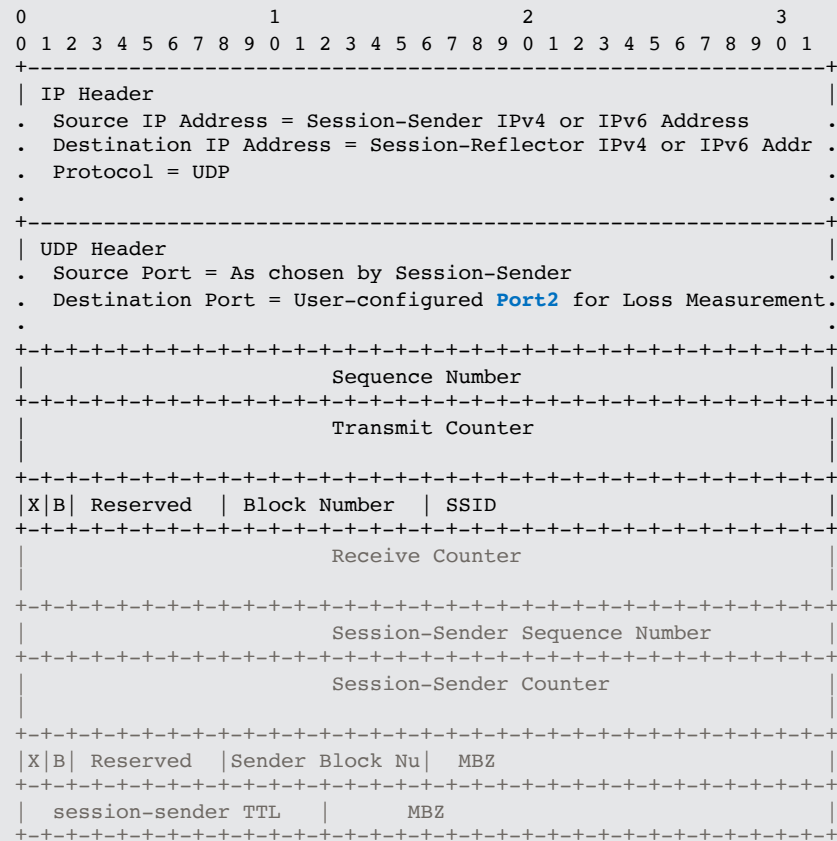 0                   1                   2                   3
0 1 2 3 4 5 6 7 8 9 0 1 2 3 4 5 6 7 8 9 0 1 2 3 4 5 6 7 8 9 0 1
+---------------------------------------------------------------+
| IP Header                                                     |
.  Source IP Address = Session-Sender IPv4 or IPv6 Address      .
.  Destination IP Address = Session-Reflector IPv4 or IPv6 Addr .
.  Protocol = UDP                                               .
.                                                               .
+---------------------------------------------------------------+
| UDP Header                                                    |
.  Source Port = As chosen by Session-Sender                    .
.  Destination Port = User-configured Port2 for Loss Measurement.
.                                                               .
+-+-+-+-+-+-+-+-+-+-+-+-+-+-+-+-+-+-+-+-+-+-+-+-+-+-+-+-+-+-+-+-+
|                        Sequence Number                        |
+-+-+-+-+-+-+-+-+-+-+-+-+-+-+-+-+-+-+-+-+-+-+-+-+-+-+-+-+-+-+-+-+
|                        Transmit Counter                       |
|                                                               |
+-+-+-+-+-+-+-+-+-+-+-+-+-+-+-+-+-+-+-+-+-+-+-+-+-+-+-+-+-+-+-+-+
|X|B| Reserved  | Block Number  | SSID                          |
+-+-+-+-+-+-+-+-+-+-+-+-+-+-+-+-+-+-+-+-+-+-+-+-+-+-+-+-+-+-+-+-+
|                        Receive Counter                        |
|                                                               |
+-+-+-+-+-+-+-+-+-+-+-+-+-+-+-+-+-+-+-+-+-+-+-+-+-+-+-+-+-+-+-+-+
|                        Session-Sender Sequence Number         |
+-+-+-+-+-+-+-+-+-+-+-+-+-+-+-+-+-+-+-+-+-+-+-+-+-+-+-+-+-+-+-+-+
|                        Session-Sender Counter                 |
|                                                               |
+-+-+-+-+-+-+-+-+-+-+-+-+-+-+-+-+-+-+-+-+-+-+-+-+-+-+-+-+-+-+-+-+
|X|B| Reserved  |Sender Block Nu|  MBZ                          |
+-+-+-+-+-+-+-+-+-+-+-+-+-+-+-+-+-+-+-+-+-+-+-+-+-+-+-+-+-+-+-+-+
|  session-sender TTL   |      MBZ                              |
+-+-+-+-+-+-+-+-+-+-+-+-+-+-+-+-+-+-+-+-+-+-+-+-+-+-+-+-+-+-+-+-+